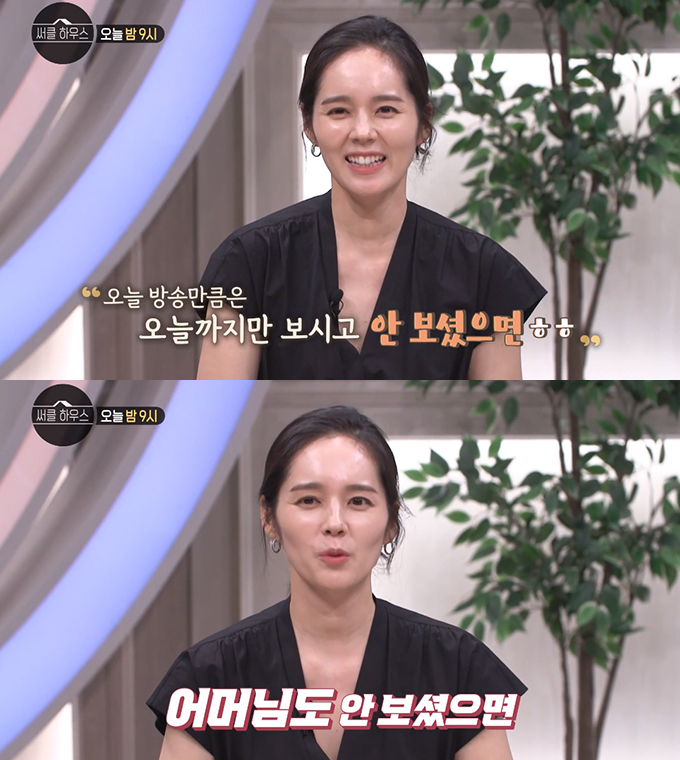 써클 하우스 오늘 밤 9시
“오늘 방송만큼은
오늘까지만 보시고 안 보셨으면ㅎㅎ„
써클 하우스 오늘 밤 9시
어머님도 안 보셨으면